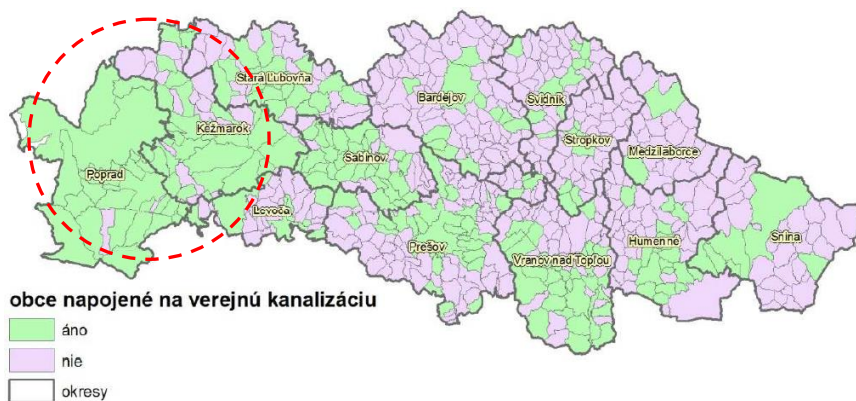 Stará Ľubovňa
Bardejov
Svidník
Kežmarok
Stropkov
Medzilaborce
Sabinov
Poprad
Levoča
Prešov
Humenné
Snina
Vranov nad Topľou
obce napojené na verejnú kanalizáciu
áno
nie
okresy